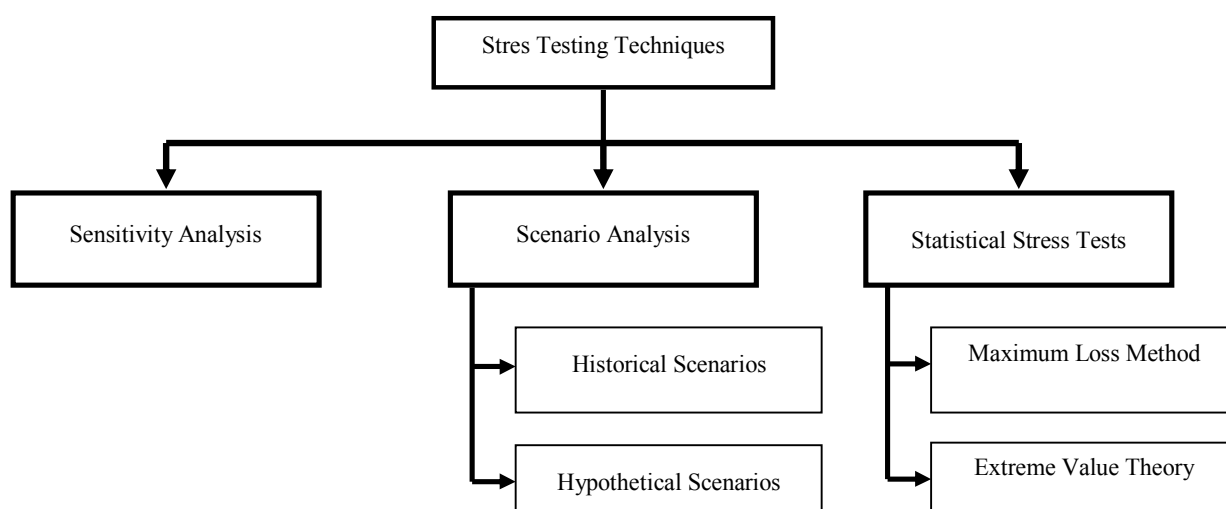 Stres Testing Techniques
Sensitivity Analysis
Scenario Analysis
Statistical Stress Tests
Historical Scenarios
Maximum Loss Method
Hypothetical Scenarios
Extreme Value Theory